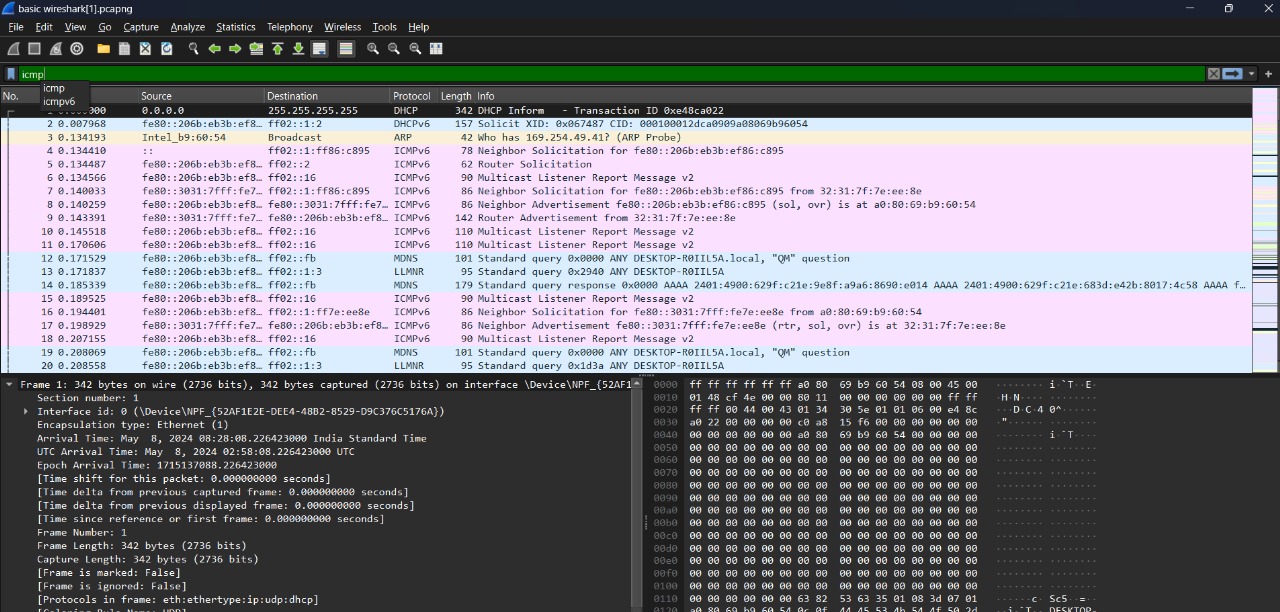 basic wireshark[1].pcapng
File Edit View Go Capture Analyze Statistics Telephony Wireless Tools Help
icmp
icmp
icmpv6
No. Source Destination Protocol Length Info
0.0.0.0 255.255.255.255 DHCP 342 DHCP Inform - Transaction ID 0xe48ca022
2 0.007968 fe80::206b:eb3b:ef8… ff02::1:2 DHCPv6 157 Solicit XID: 0x067487 CID: 000100012dca0909a08069b96054
3 0.134193 Intel_b9:60:54 Broadcast ARP 42 Who has 169.254.49.41? (ARP Probe)
4 0.134410 :: ff02::1:ff86:c895 ICMPv6 78 Neighbor Solicitation for fe80::206b:eb3b:ef86:c895
5 0.134487 fe80::206b:eb3b:ef8… ff02::2 ICMPv6 62 Router Solicitation
6 0.134566 fe80::206b:eb3b:ef8… ff02::16 ICMPv6 90 Multicast Listener Report Message v2
7 0.140033 fe80::3031:7fff:fe7… ff02::1:ff86:c895 ICMPv6 86 Neighbor Solicitation for fe80::206b:eb3b:ef86:c895 from 32:31:7f:7e:ee:8e
8 0.140259 fe80::206b:eb3b:ef8… fe80::3031:7fff:fe7… ICMPv6 86 Neighbor Advertisement fe80::206b:eb3b:ef86:c895 (sol, ovr) is at a0:80:69:b9:60:54
9 0.143391 fe80::3031:7fff:fe7… fe80::206b:eb3b:ef8… ICMPv6 142 Router Advertisement from 32:31:7f:7e:ee:8e
10 0.145518 fe80::206b:eb3b:ef8… ff02::16 ICMPv6 110 Multicast Listener Report Message v2
11 0.170606 fe80::206b:eb3b:ef8… ff02::16 ICMPv6 110 Multicast Listener Report Message v2
12 0.171529 fe80::206b:eb3b:ef8… ff02::fb MDNS 101 Standard query 0x0000 ANY DESKTOP-R0IIL5A.local, "QM" question
13 0.171837 fe80::206b:eb3b:ef8… ff02::1:3 LLMNR 95 Standard query 0x2940 ANY DESKTOP-R0IIL5A
14 0.185339 fe80::206b:eb3b:ef8… ff02::fb MDNS 179 Standard query response 0x0000 AAAA 2401:4900:629f:c21e:9e8f:a9a6:8690:e014 AAAA 2401:4900:629f:c21e:683d:e42b:8017:4c58 AAAA f…
15 0.189525 fe80::206b:eb3b:ef8… ff02::16 ICMPv6 90 Multicast Listener Report Message v2
16 0.194401 fe80::206b:eb3b:ef8… ff02::1:ff7e:ee8e ICMPv6 86 Neighbor Solicitation for fe80::3031:7fff:fe7e:ee8e from a0:80:69:b9:60:54
17 0.198929 fe80::3031:7fff:fe7… fe80::206b:eb3b:ef8… ICMPv6 86 Neighbor Advertisement fe80::3031:7fff:fe7e:ee8e (rtr, sol, ovr) is at 32:31:7f:7e:ee:8e
18 0.207155 fe80::206b:eb3b:ef8… ff02::16 ICMPv6 90 Multicast Listener Report Message v2
19 0.208069 fe80::206b:eb3b:ef8… ff02::fb MDNS 101 Standard query 0x0000 ANY DESKTOP-R0IIL5A.local, "QM" question
20 0.208558 fe80::206b:eb3b:ef8… ff02::1:3 LLMNR 95 Standard query 0x1d3a ANY DESKTOP-R0IIL5A
Frame 1: 342 bytes on wire (2736 bits), 342 bytes captured (2736 bits) on interface \Device\NPF_{52AF1
Section number: 1
Interface id: 0 (\Device\NPF_{52AF1E2E-DEE4-48B2-8529-D9C376C5176A})
Encapsulation type: Ethernet (1)
Arrival Time: May 8, 2024 08:28:08.226423000 India Standard Time
UTC Arrival Time: May 8, 2024 02:58:08.226423000 UTC
Epoch Arrival Time: 1715137088.226423000
[Time shift for this packet: 0.000000000 seconds]
[Time delta from previous captured frame: 0.000000000 seconds]
[Time delta from previous displayed frame: 0.000000000 seconds]
[Time since reference or first frame: 0.000000000 seconds]
Frame Number: 1
Frame Length: 342 bytes (2736 bits)
Capture Length: 342 bytes (2736 bits)
[Frame is marked: False]
[Frame is ignored: False]
[Protocols in frame: eth:ethertype:ip:udp:dhcp]
0000 ff ff ff ff ff ff a0 80 69 b9 60 54 08 00 45 00 ········ i·`T··E·
0010 01 48 cf 4e 00 00 80 11 00 00 00 00 00 00 ff ff ·H·N···· ········
0020 ff ff 00 44 00 43 01 34 30 5e 01 01 06 00 e4 8c ···D·C·4 0^······
0030 a0 22 00 00 00 00 c0 a8 15 f6 00 00 00 00 00 00 ·"······ ········
0040 00 00 00 00 00 00 a0 80 69 b9 60 54 00 00 00 00 ········ i·`T····
0050 00 00 00 00 00 00 00 00 00 00 00 00 00 00 00 00 ········ ········
0060 00 00 00 00 00 00 00 00 00 00 00 00 00 00 00 00 ········ ········
0070 00 00 00 00 00 00 00 00 00 00 00 00 00 00 00 00 ········ ········
0080 00 00 00 00 00 00 00 00 00 00 00 00 00 00 00 00 ········ ········
0090 00 00 00 00 00 00 00 00 00 00 00 00 00 00 00 00 ········ ········
00a0 00 00 00 00 00 00 00 00 00 00 00 00 00 00 00 00 ········ ········
00b0 00 00 00 00 00 00 00 00 00 00 00 00 00 00 00 00 ········ ········
00c0 00 00 00 00 00 00 00 00 00 00 00 00 00 00 00 00 ········ ········
00d0 00 00 00 00 00 00 00 00 00 00 00 00 00 00 00 00 ········ ········
00e0 00 00 00 00 00 00 00 00 00 00 00 00 00 00 00 00 ········ ········
00f0 00 00 00 00 00 00 00 00 00 00 00 00 00 00 00 00 ········ ········
0100 00 00 00 00 00 00 00 00 00 00 00 00 00 00 00 00 ········ ········
0110 00 00 00 00 00 00 63 82 53 63 35 01 08 3d 07 01 ······c· Sc5··=··